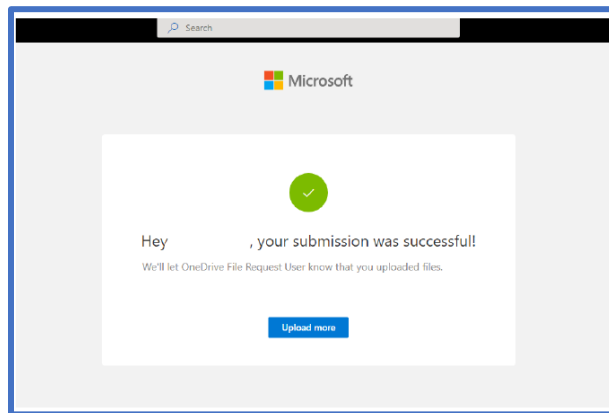 Search
Microsoft
Hey , your submission was successful!
We'll let OneDrive File Request User know that you uploaded files.
Upload more